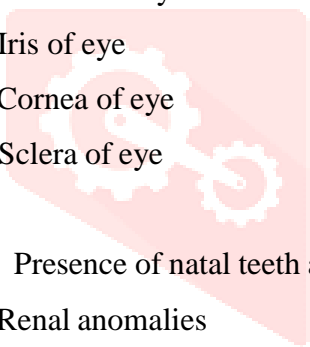 Iris of eye
Cornea of eye
Sclera of eye
Presence of natal teeth
Renal anomalies